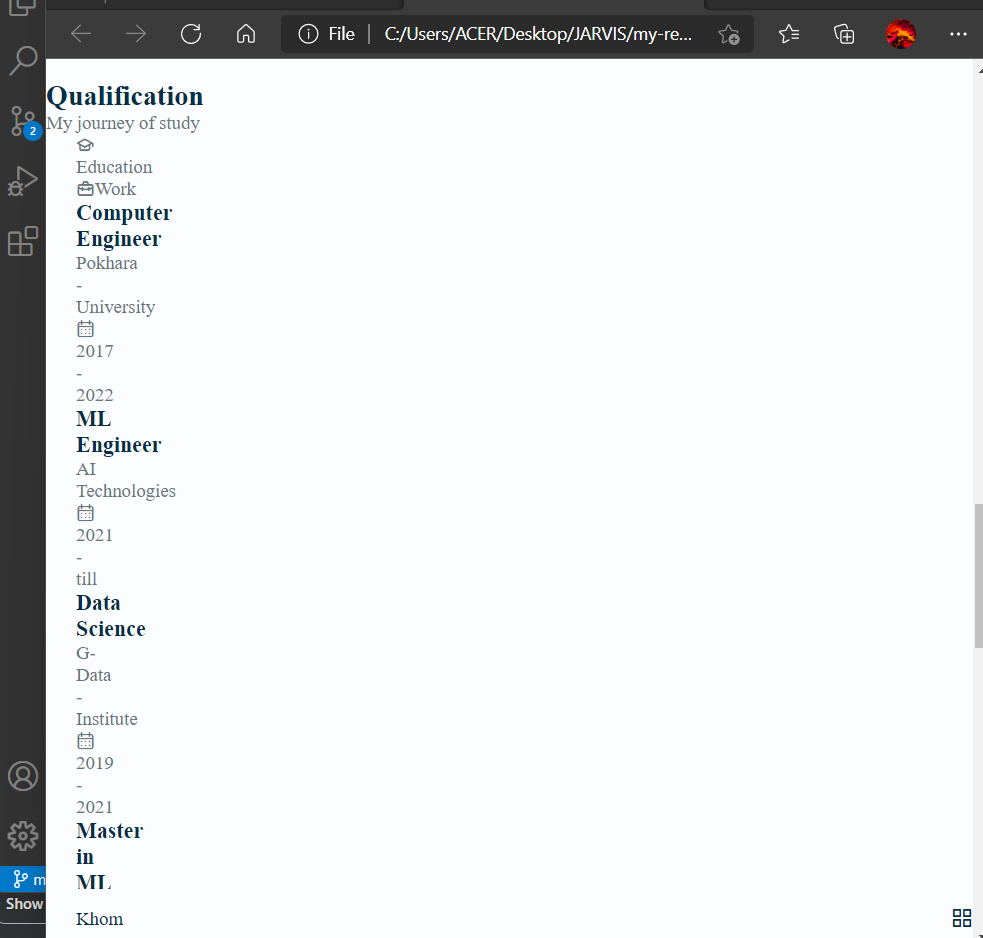 File
C:/Users/ACER/Desktop/JARVIS/my-re...
2
Qualification
My journey of study
Education
Work
Computer
Engineer
Pokhara
-
University
2017
-
2022
ML
Engineer
AI
Technologies
2021
-
till
Data
Science
G-
Data
-
Institute
2019
-
2021
Master
in
ML
m
Show
Khom